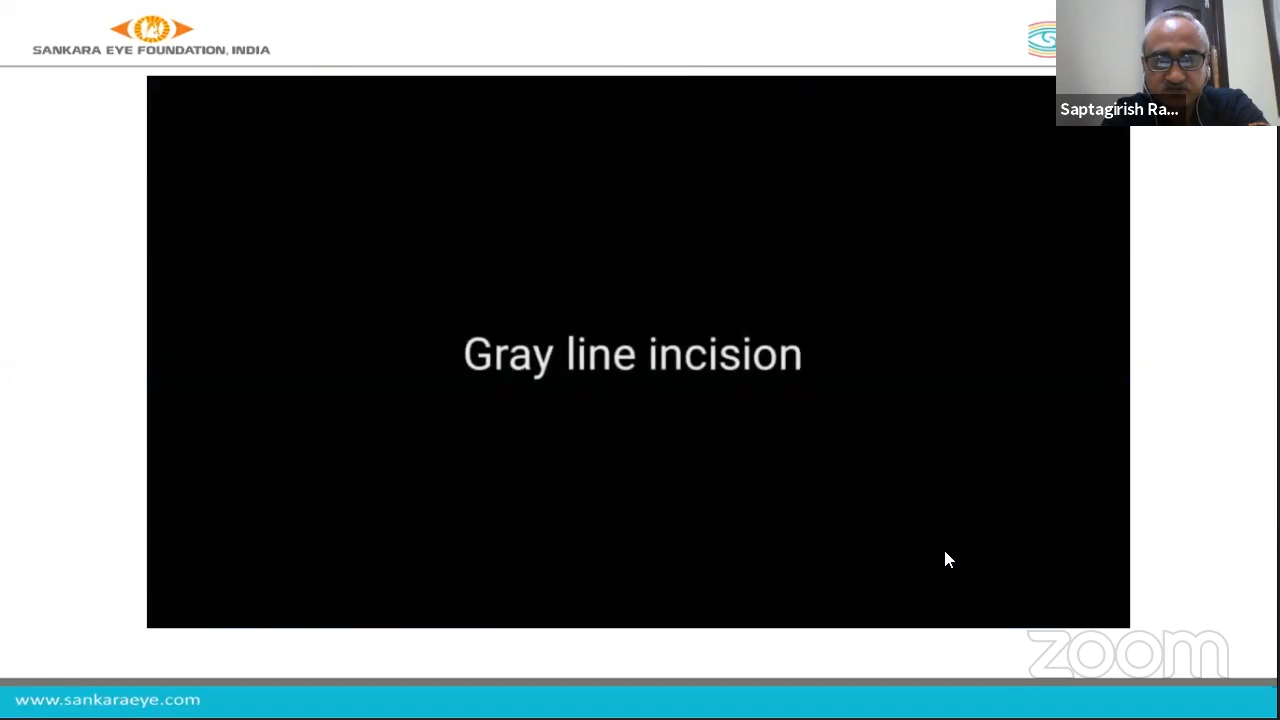 SANKARA EYE FOUNDATION, INDIA
Saptagirish Ra...
Gray line incision
zoom
www.sankaraeye.com